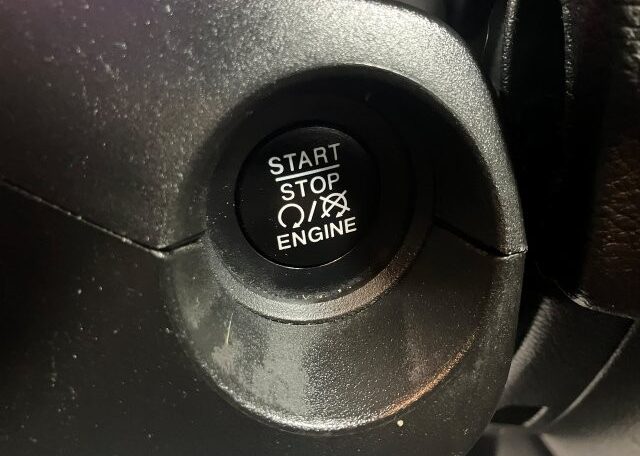 START
STOP
/
ENGINE